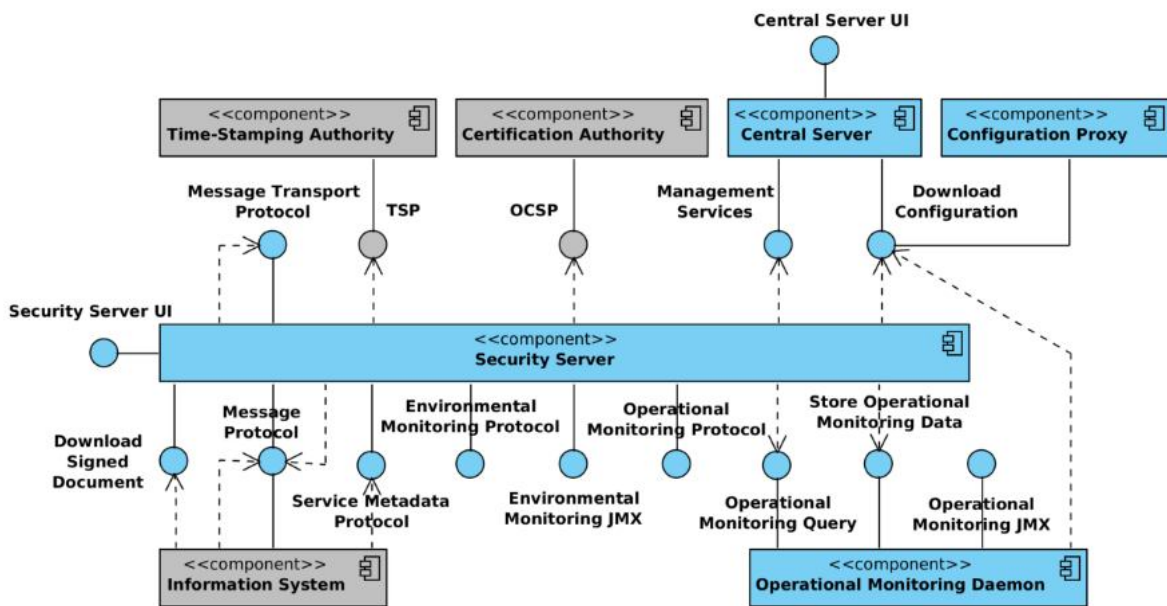 Central Server UI
<<component>>
Time-Stamping Authority
<<component>>
Certification Authority
<<component>>
Central Server
<<component>>
Configuration Proxy
Message Transport
Protocol
TSP
OCSP
Management
Services
Download
Configuration
Security Server UI
<<component>>
Security Server
Download
Signed
Document
Message
Protocol
Service Metadata
Protocol
Environmental
Monitoring Protocol
Environmental
Monitoring JMX
Operational
Monitoring Protocol
Operational
Monitoring Query
Store Operational
Monitoring Data
Operational
Monitoring JMX
<<component>>
Information System
<<component>>
Operational Monitoring Daemon